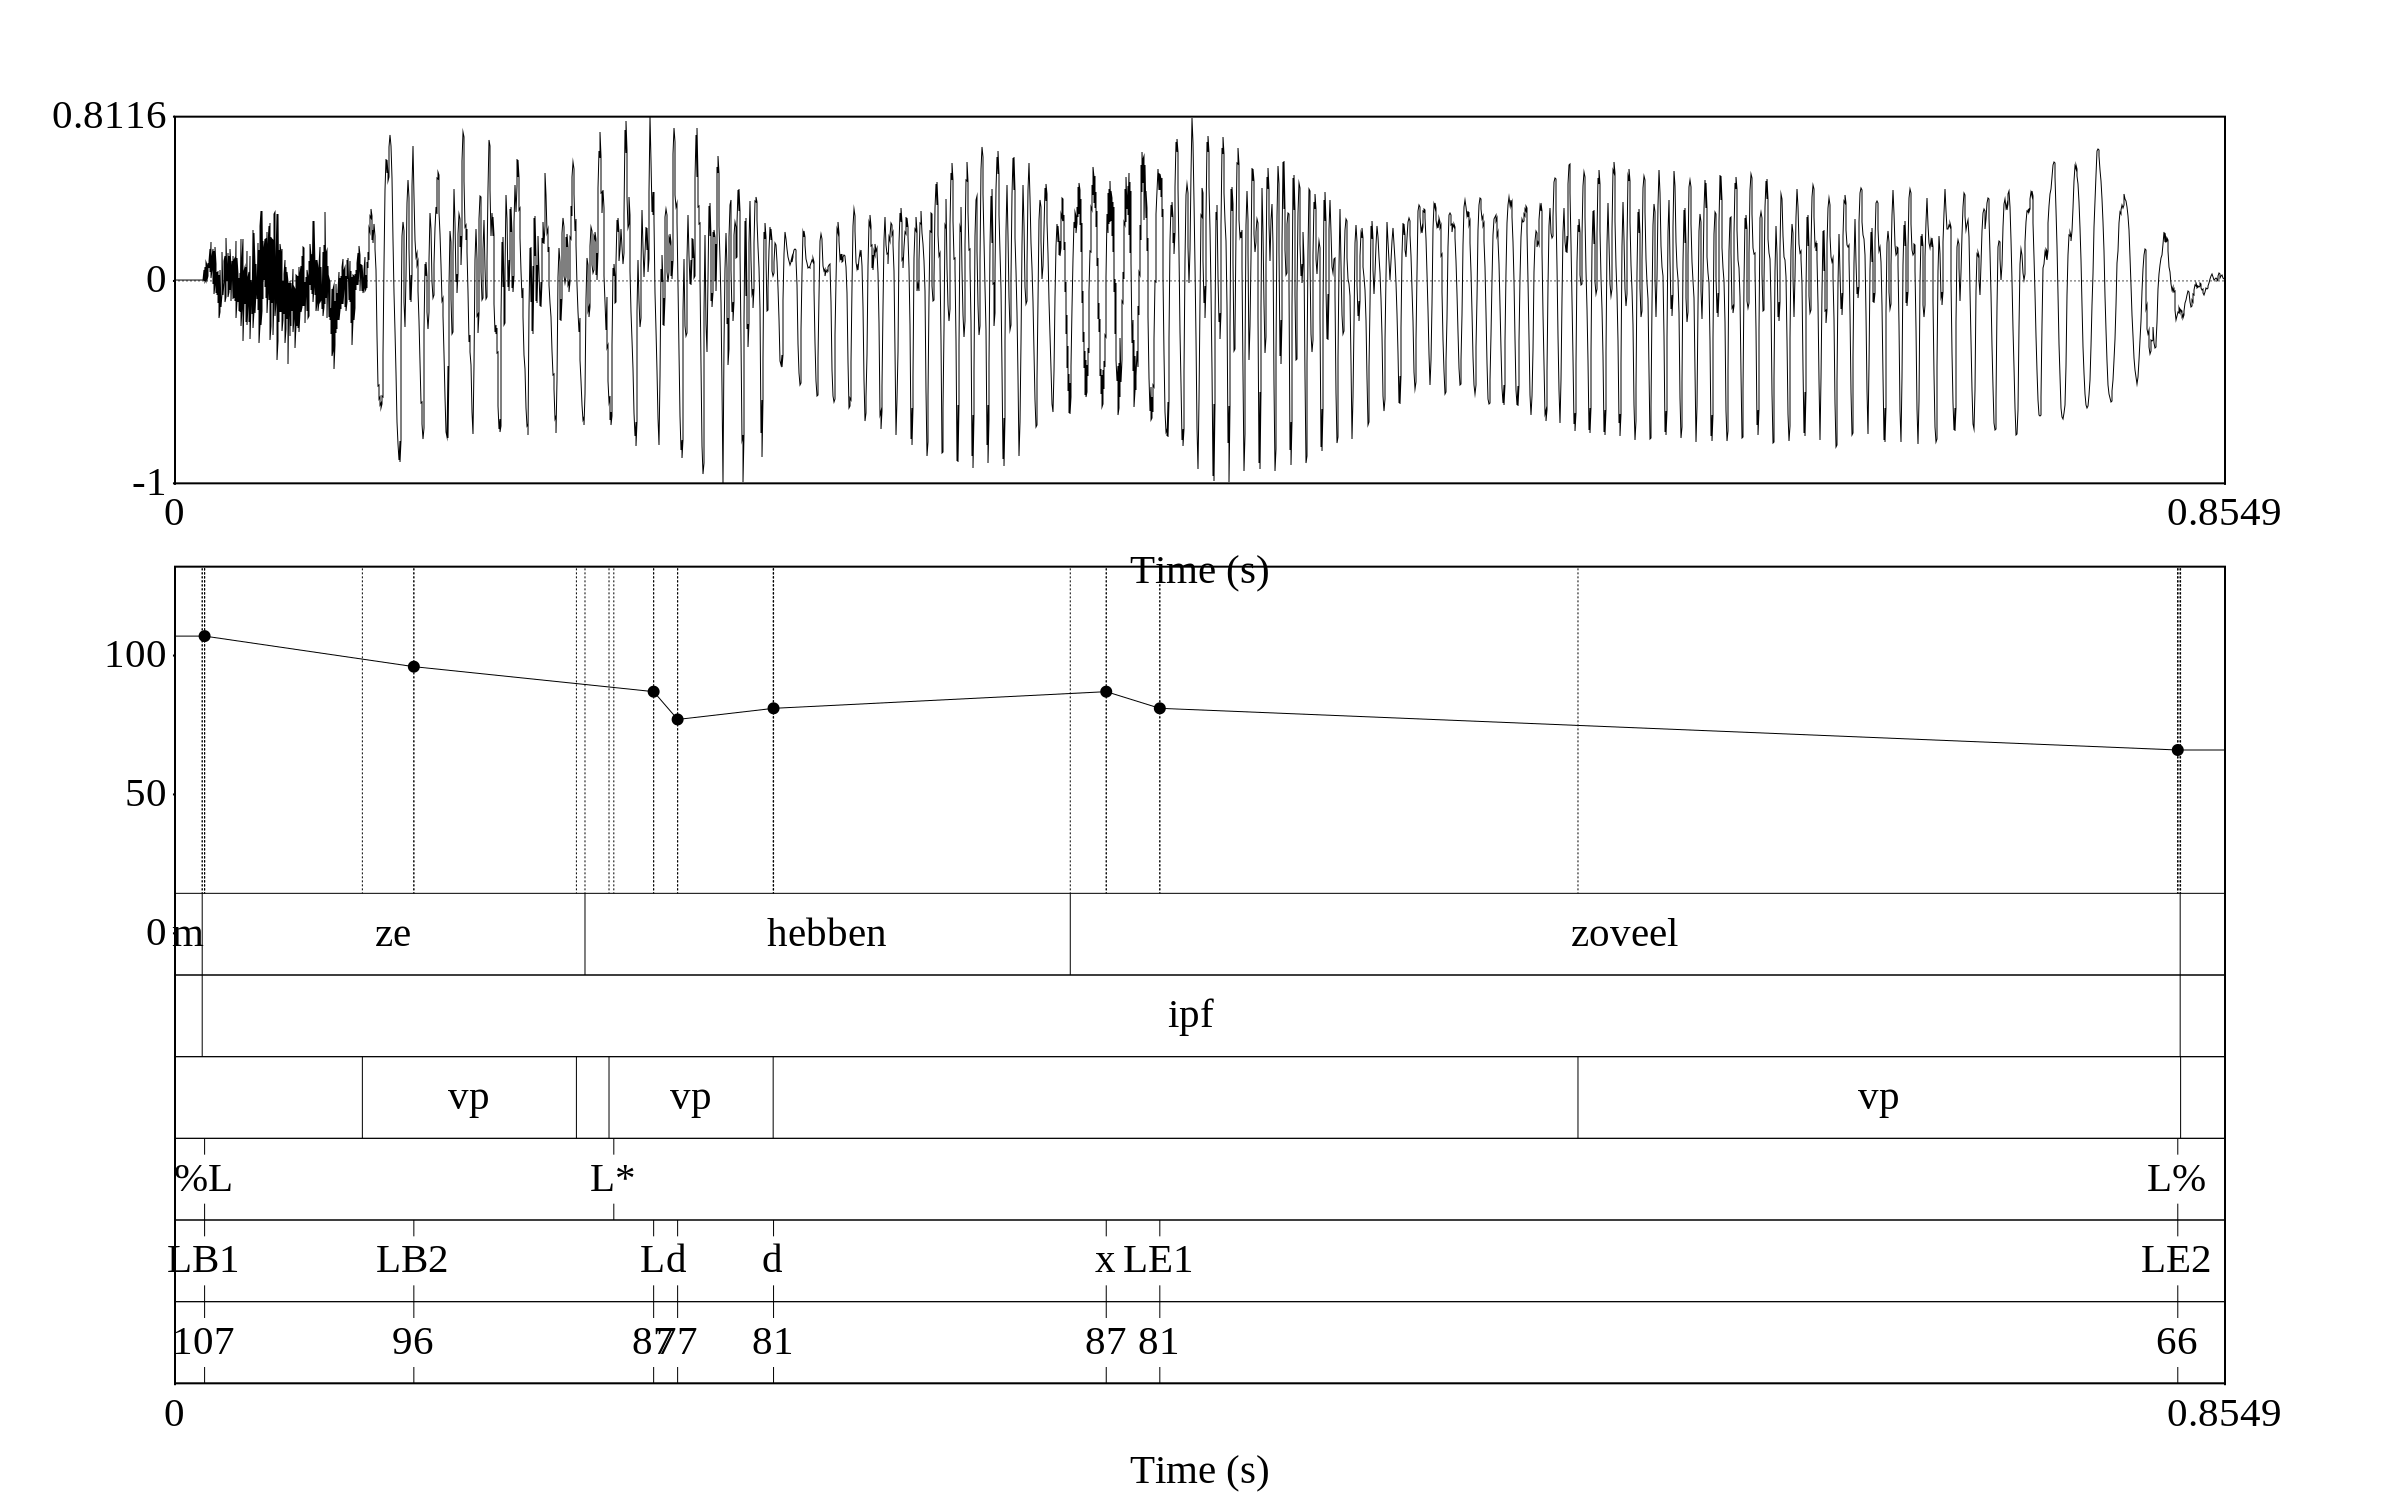 0.8116
0
-1
0 0.8549
Time (s)
100
50
0 m ze hebben zoveel
ipf
vp vp vp
%L L* L%
LB1 LB2 L d d x LE1 LE2
107 96 87 77 81 87 81 66
0 0.8549
Time (s)